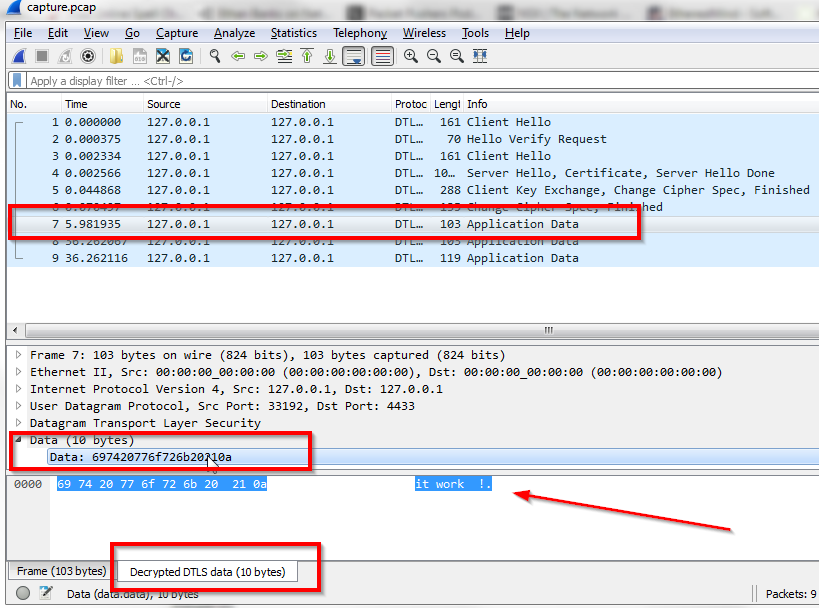 capture.pcap
File Edit View Go Capture Analyze Statistics Telephony Wireless Tools Help
Apply a display filter ... <Ctrl-/>
No. Time Source Destination Protoc Lengt Info
1 0.000000 127.0.0.1 127.0.0.1 DTL… 161 Client Hello
2 0.000375 127.0.0.1 127.0.0.1 DTL… 70 Hello Verify Request
3 0.002334 127.0.0.1 127.0.0.1 DTL… 161 Client Hello
4 0.002566 127.0.0.1 127.0.0.1 DTL… 10… Server Hello, Certificate, Server Hello Done
5 0.044868 127.0.0.1 127.0.0.1 DTL… 288 Client Key Exchange, Change Cipher Spec, Finished
127.0.0.1 127.0.0.1 DTL… Change Cipher Spec, Finished
7 5.981935 127.0.0.1 127.0.0.1 DTL… 103 Application Data
8 36.262067 127.0.0.1 127.0.0.1 DTL… 103 Application Data
9 36.262116 127.0.0.1 127.0.0.1 DTL… 119 Application Data
Frame 7: 103 bytes on wire (824 bits), 103 bytes captured (824 bits)
Ethernet II, Src: 00:00:00_00:00:00 (00:00:00:00:00:00), Dst: 00:00:00_00:00:00 (00:00:00:00:00:00)
Internet Protocol Version 4, Src: 127.0.0.1, Dst: 127.0.0.1
User Datagram Protocol, Src Port: 33192, Dst Port: 4433
Datagram Transport Layer Security
Data (10 bytes)
Data: 697420776f726b20210a
0000 69 74 20 77 6f 72 6b 20 21 0a it work !.
Frame (103 bytes) Decrypted DTLS data (10 bytes)
Data (data.data), 10 bytes Packets: 9